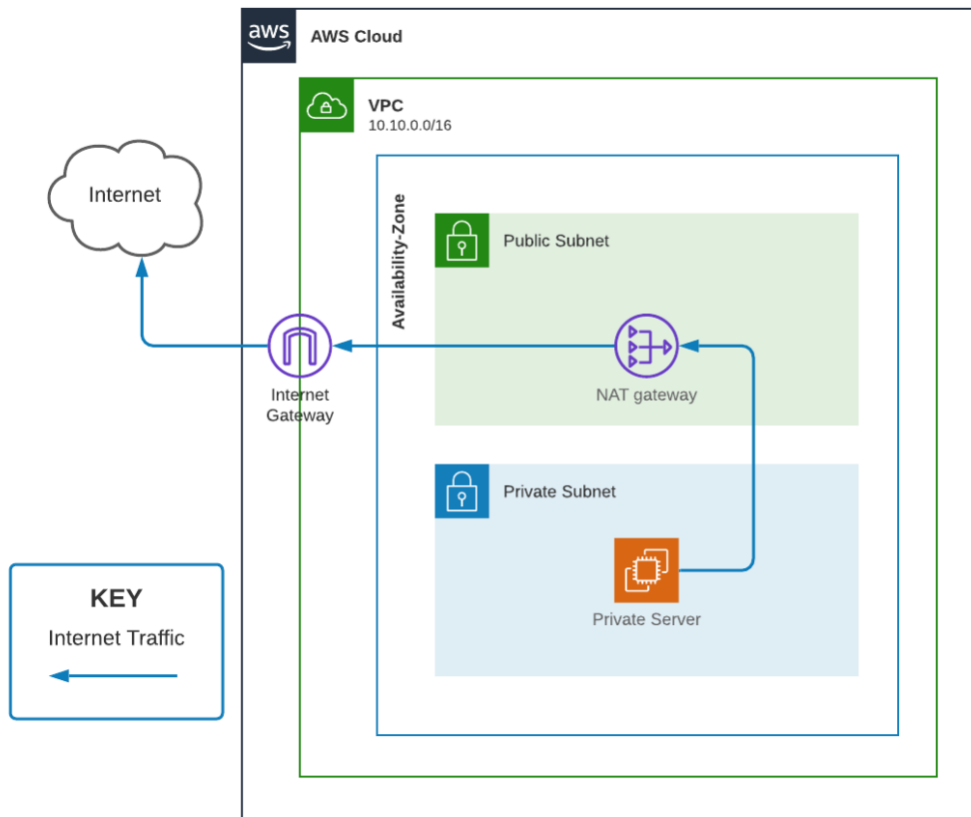 aws
AWS Cloud
VPC
10.10.0.0/16
Internet
Availability-Zone
Public Subnet
Internet
Gateway
NAT gateway
Private Subnet
Private Server
KEY
Internet Traffic